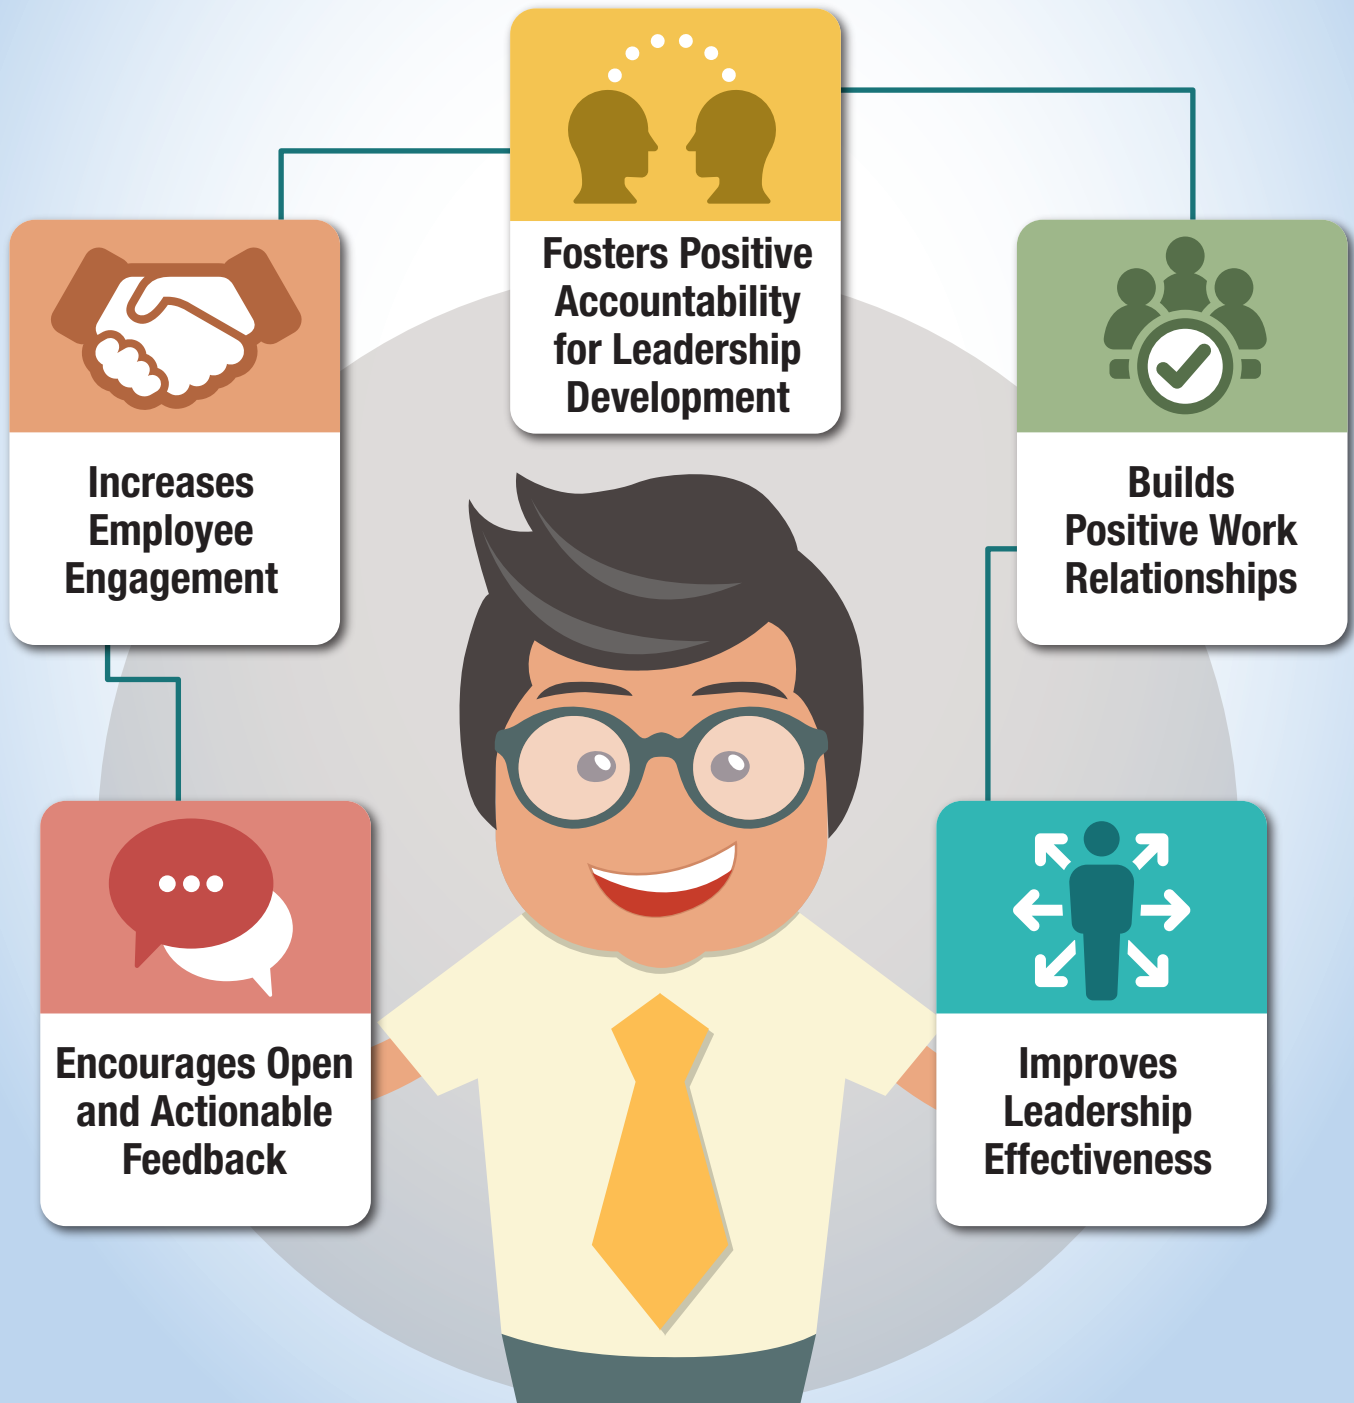 Fosters Positive
Accountability
for Leadership
Development
Increases
Employee
Engagement
Builds
Positive Work
Relationships
Encourages Open
and Actionable
Feedback
Improves
Leadership
Effectiveness